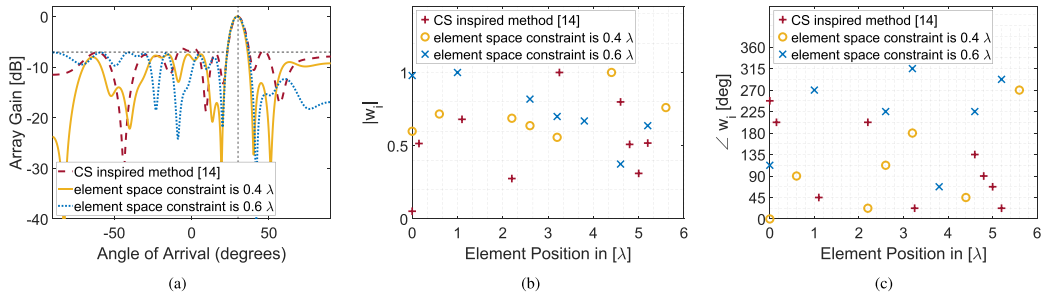 0
-10
-20
-30
-40
Array Gain [dB]
CS inspired method [14]
element space constraint is 0.4 λ
element space constraint is 0.6 λ
-50 0 50
Angle of Arrival (degrees)
(a)
CS inspired method [14]
element space constraint is 0.4 λ
element space constraint is 0.6 λ
1
0.5
0
|wᵢ|
0 1 2 3 4 5 6
Element Position in [λ]
(b)
CS inspired method [14]
element space constraint is 0.4 λ
element space constraint is 0.6 λ
360
315
270
225
180
135
90
45
0
∠ wᵢ [deg]
0 1 2 3 4 5 6
Element Position in [λ]
(c)